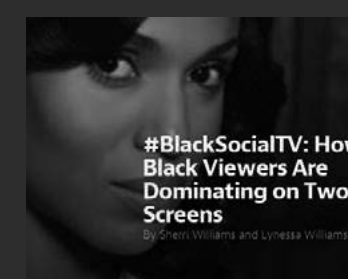 #BlackSocialTV: How
Black Viewers Are
Dominating on Two
Screens
By Sherri Williams and Lynessa Williams